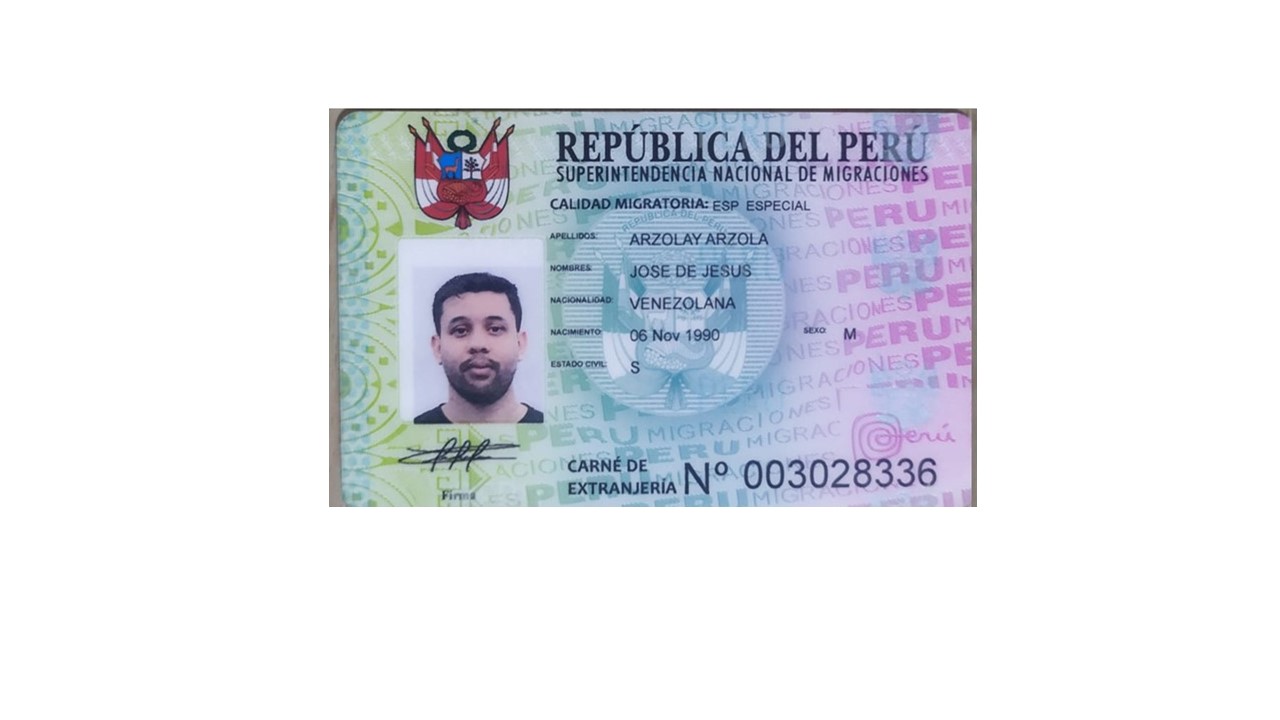 REPÚBLICA DEL PERÚ
SUPERINTENDENCIA NACIONAL DE MIGRACIONES
CALIDAD MIGRATORIA: ESP ESPECIAL
APELLIDOS: ARZOLAY ARZOLA
NOMBRES: JOSE DE JESUS
NACIONALIDAD: VENEZOLANA
NACIMIENTO: 06 Nov 1990 SEXO: M
ESTADO CIVIL: S
Perú
CARNÉ DE
EXTRANJERÍA Nº 003028336
Firma